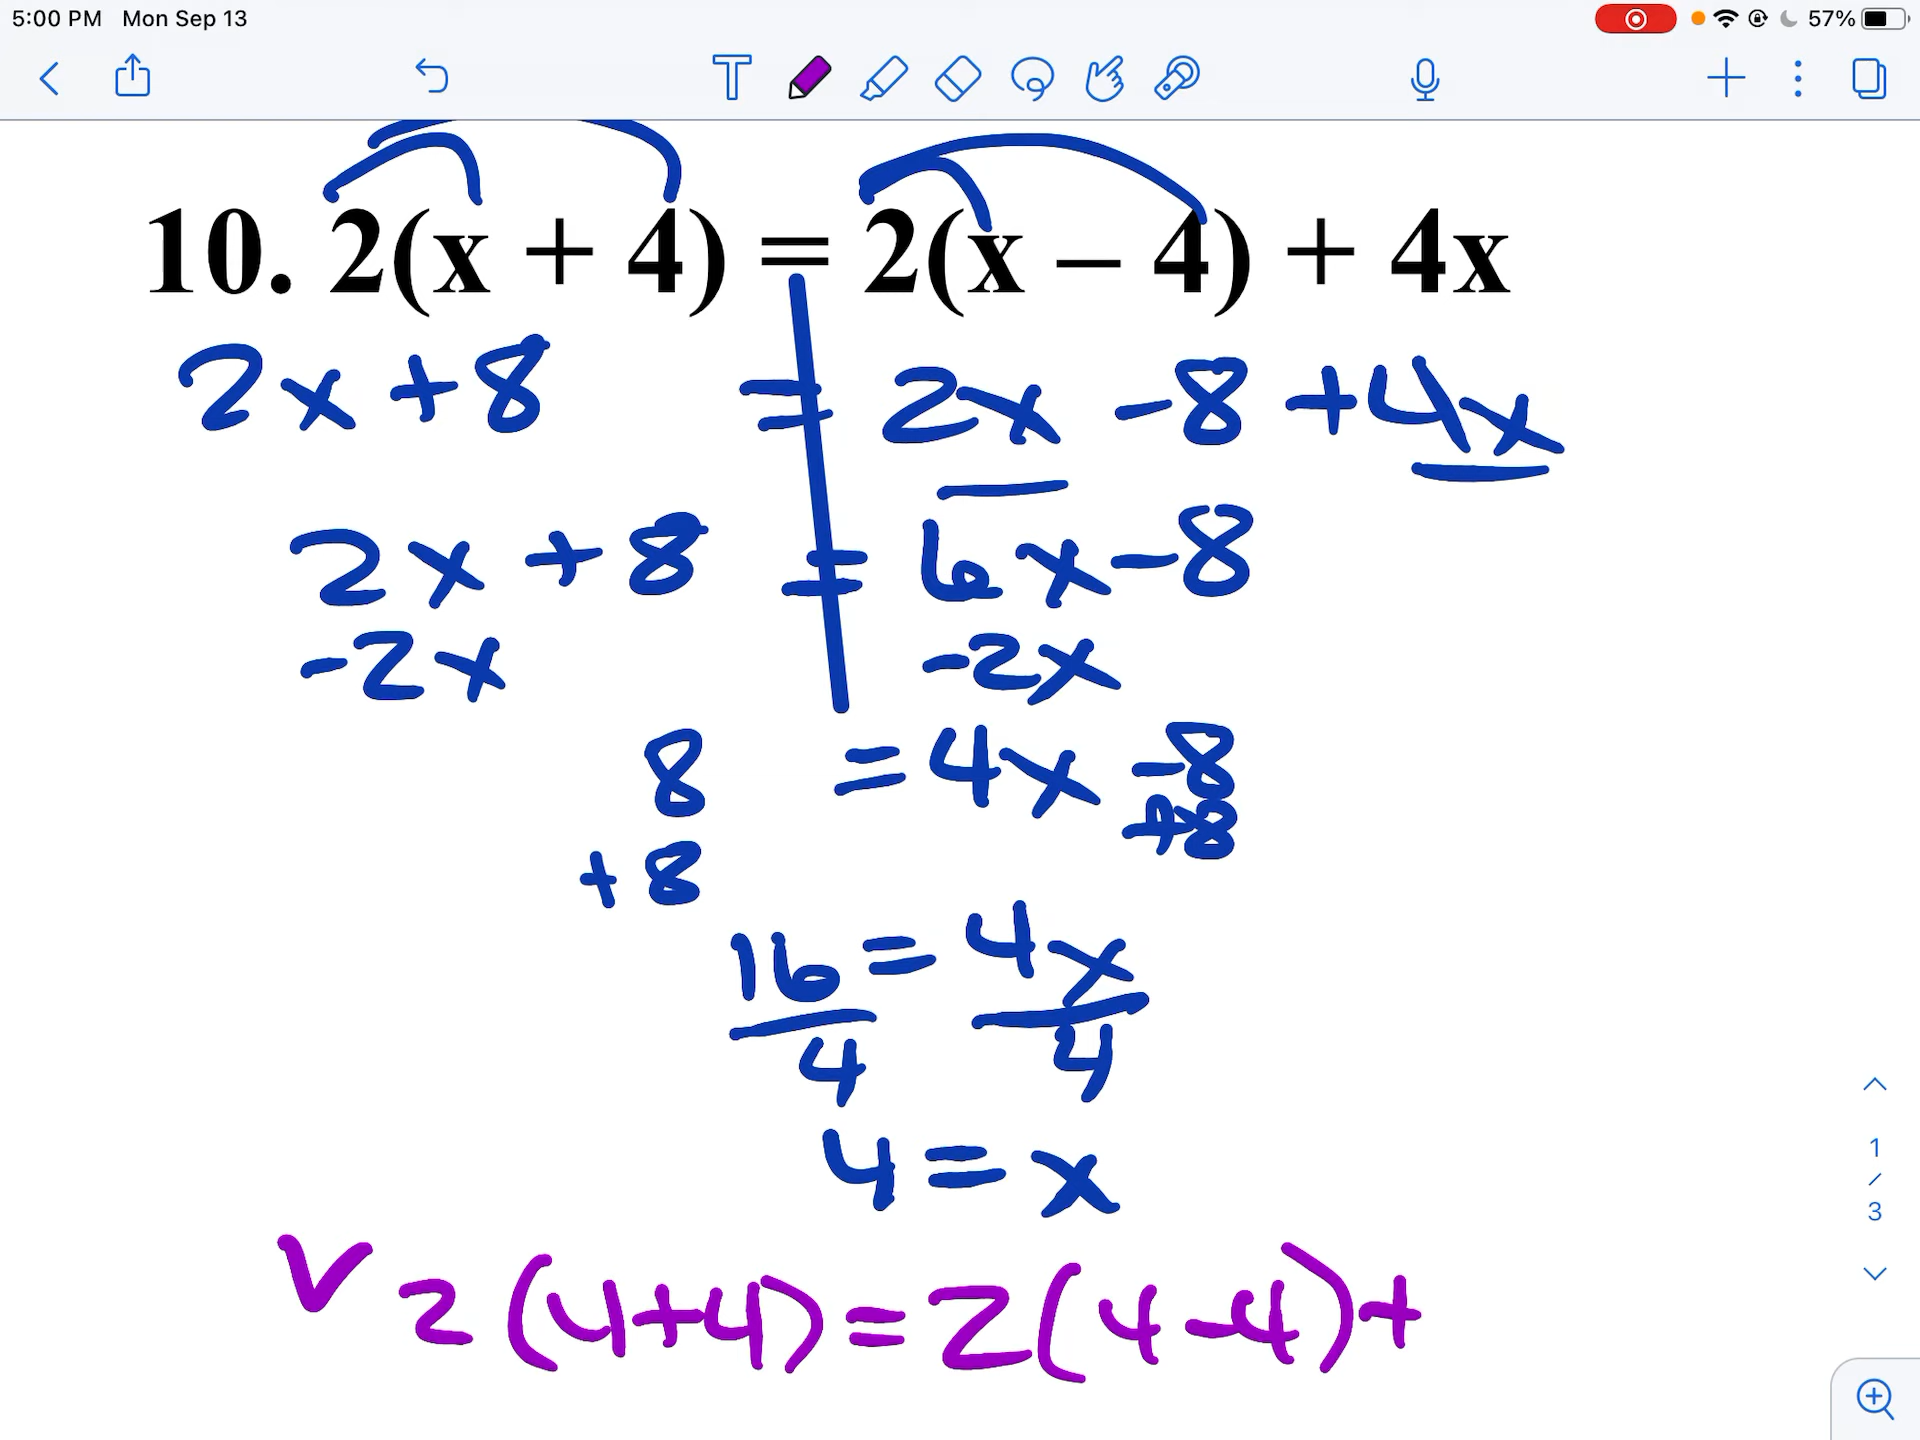 5:00 PM Mon Sep 13 57%
T
10. 2(x + 4) = 2(x – 4) + 4x
2x +8 = 2x -8 +4x
2x +8 = 6x -8
-2x -2x
8 = 4x -8
+8
+8
16 = 4x
4 4
4 = x
2(4+4) = 2(4-4)+
1
/
3